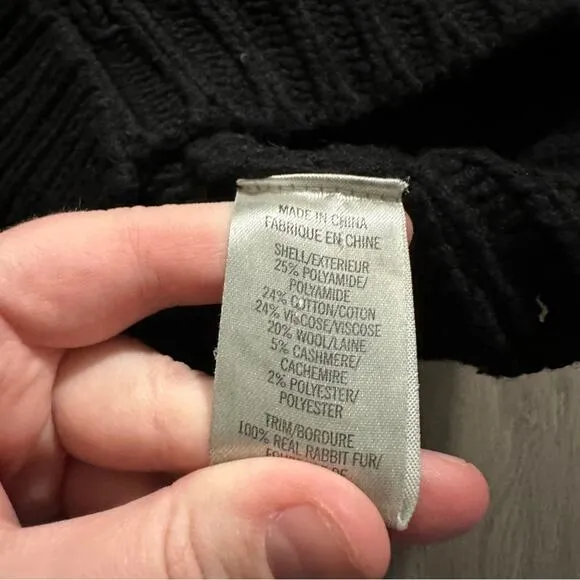 MADE IN CHINA
FABRIQUE EN CHINE
SHELL/EXTERIEUR
25% POLYAMIDE/
POLYAMIDE
24% COTTON/COTON
24% VISCOSE/VISCOSE
20% WOOL/LAINE
5% CASHMERE/
CACHEMIRE
2% POLYESTER/
POLYESTER
TRIM/BORDURE
100% REAL RABBIT FUR/